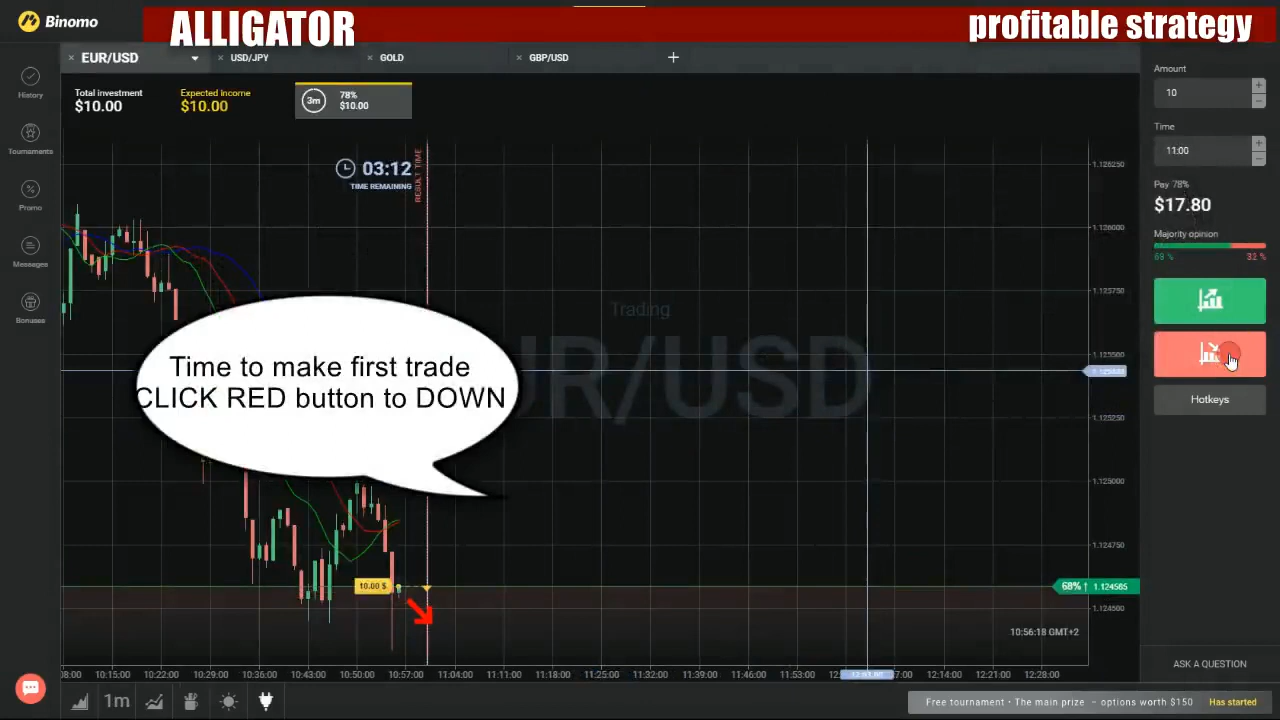 Binomo
ALLIGATOR
profitable strategy
× EUR/USD
× USD/JPY
× GOLD
× GBP/USD
+
Total investment
$10.00
Expected Income
$10.00
3m
78%
$10.00
03:12
TIME REMAINING
RESULT TIME
History
Tournaments
Promo
Messages
Bonuses
Trading
EUR/USD
Time to make first trade
CLICK RED button to DOWN
10.00 $
1.126250
1.126000
1.125750
1.125500
1.125250
1.125000
1.124750
68% ↑ 1.124585
1.124500
10:56:18 GMT+2
Amount
10
+
−
Time
11:00
+
−
Pay 78%
$17.80
Majority opinion
32 %
Hotkeys
ASK A QUESTION
08:00 10:15:00 10:22:00 10:29:00 10:36:00 10:43:00 10:50:00 10:57:00 11:04:00 11:11:00 11:18:00 11:25:00 11:32:00 11:39:00 11:46:00 11:53:00 12:00 12:14:00 12:21:00 12:28:00
1m
Free tournament • The main prize – options worth $150 Has started